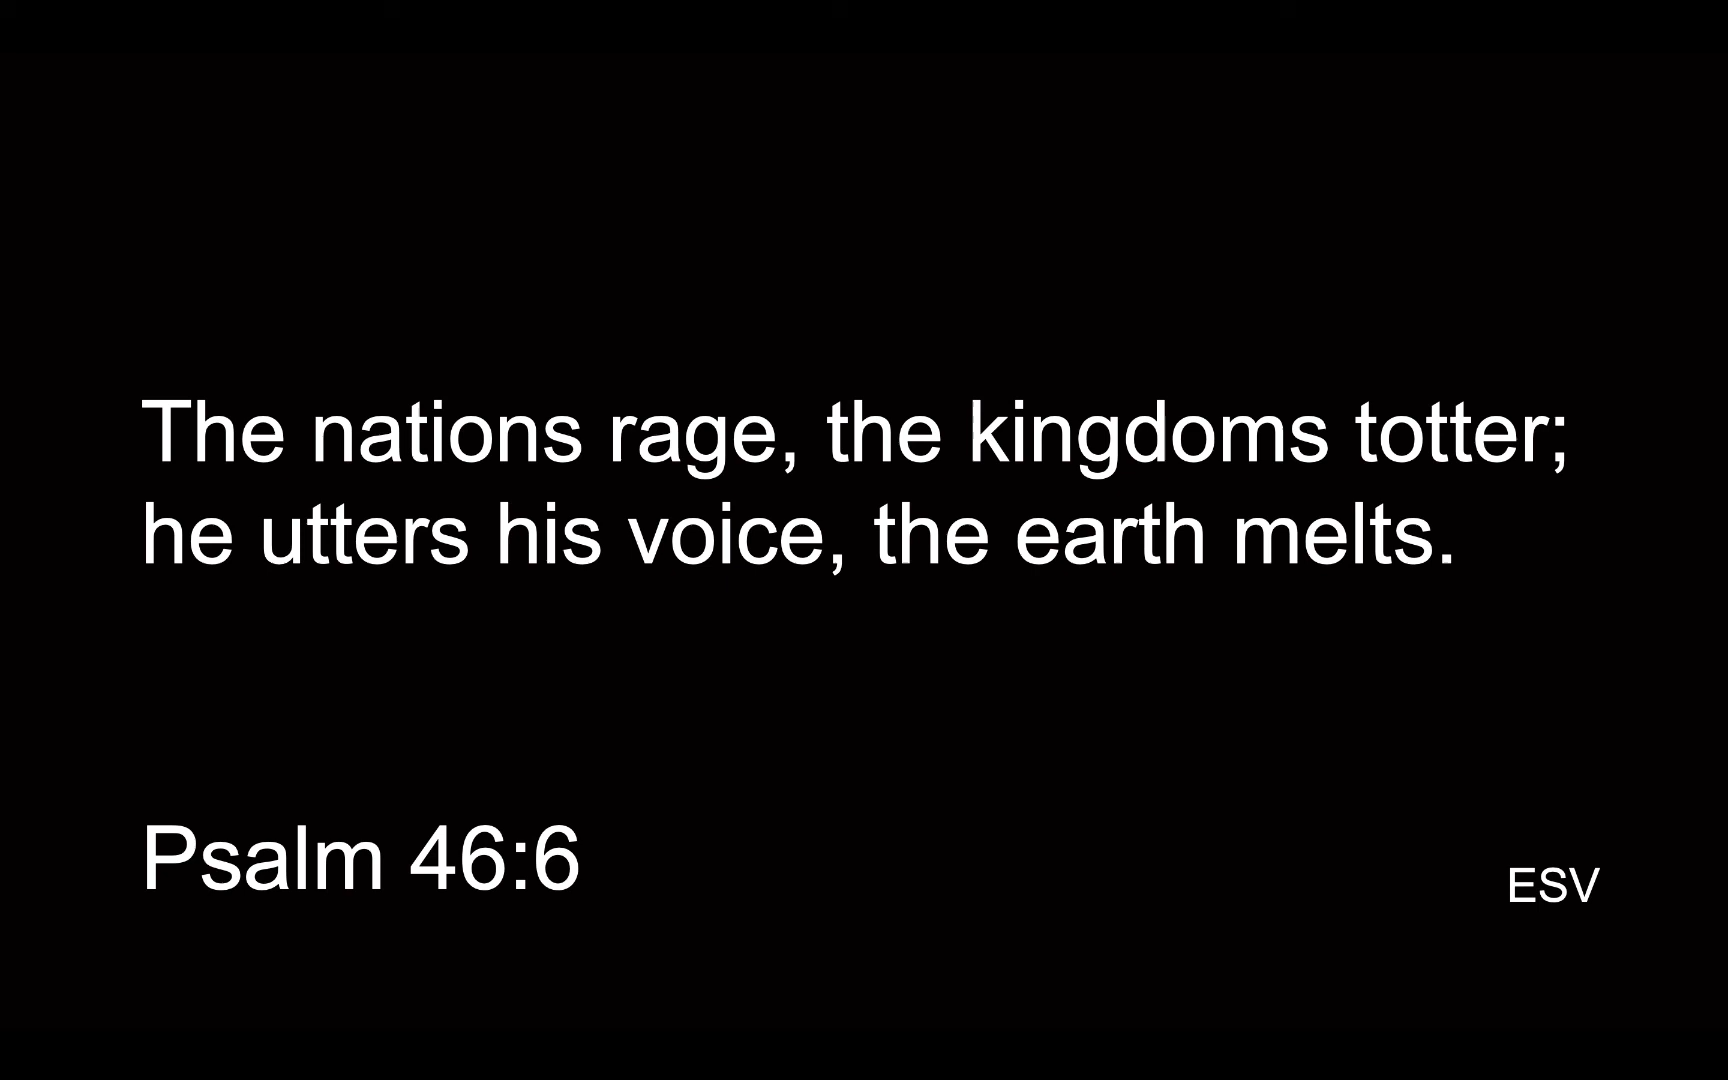 The nations rage, the kingdoms totter;
he utters his voice, the earth melts.
Psalm 46:6
ESV